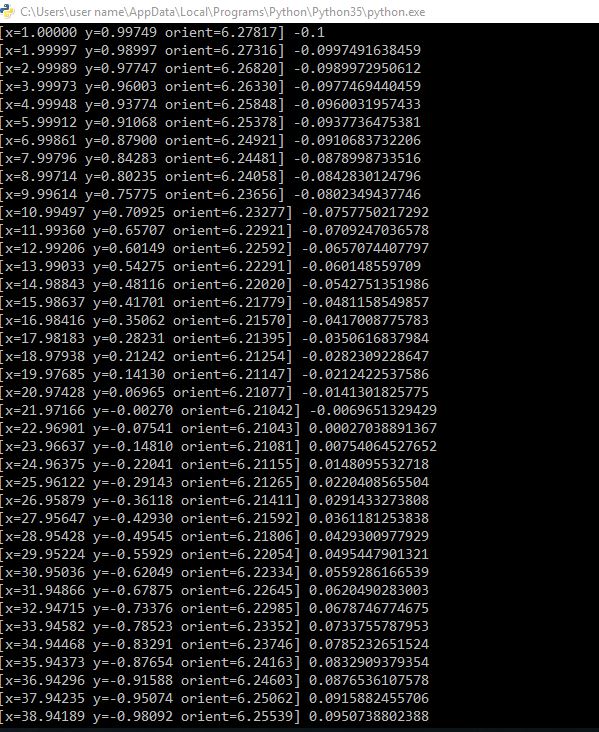 C:\Users\user name\AppData\Local\Programs\Python\Python35\python.exe
[x=1.00000 y=0.99749 orient=6.27817] -0.1
[x=1.99997 y=0.98997 orient=6.27316] -0.0997491638459
[x=2.99989 y=0.97747 orient=6.26820] -0.0989972950612
[x=3.99973 y=0.96003 orient=6.26330] -0.0977469440459
[x=4.99948 y=0.93774 orient=6.25848] -0.0960031957433
[x=5.99912 y=0.91068 orient=6.25378] -0.0937736475381
[x=6.99861 y=0.87900 orient=6.24921] -0.0910683732206
[x=7.99796 y=0.84283 orient=6.24481] -0.0878998733516
[x=8.99714 y=0.80235 orient=6.24058] -0.0842830124796
[x=9.99614 y=0.75775 orient=6.23656] -0.0802349437746
[x=10.99497 y=0.70925 orient=6.23277] -0.0757750217292
[x=11.99360 y=0.65707 orient=6.22921] -0.0709247036578
[x=12.99206 y=0.60149 orient=6.22592] -0.0657074407797
[x=13.99033 y=0.54275 orient=6.22291] -0.060148559709
[x=14.98843 y=0.48116 orient=6.22020] -0.0542751351986
[x=15.98637 y=0.41701 orient=6.21779] -0.0481158549857
[x=16.98416 y=0.35062 orient=6.21570] -0.0417008775783
[x=17.98183 y=0.28231 orient=6.21395] -0.0350616837984
[x=18.97938 y=0.21242 orient=6.21254] -0.0282309228647
[x=19.97685 y=0.14130 orient=6.21147] -0.0212422537586
[x=20.97428 y=0.06965 orient=6.21077] -0.0141301825775
[x=21.97166 y=-0.00270 orient=6.21042] -0.0069651329429
[x=22.96901 y=-0.07541 orient=6.21043] 0.00027038891367
[x=23.96637 y=-0.14810 orient=6.21081] 0.00754064527652
[x=24.96375 y=-0.22041 orient=6.21155] 0.0148095532718
[x=25.96122 y=-0.29143 orient=6.21265] 0.0220408565504
[x=26.95879 y=-0.36118 orient=6.21411] 0.0291433273808
[x=27.95647 y=-0.42930 orient=6.21592] 0.0361181253838
[x=28.95428 y=-0.49545 orient=6.21806] 0.0429300977929
[x=29.95224 y=-0.55929 orient=6.22054] 0.0495447901321
[x=30.95036 y=-0.62049 orient=6.22334] 0.0559286166539
[x=31.94866 y=-0.67875 orient=6.22645] 0.0620490283003
[x=32.94715 y=-0.73376 orient=6.22985] 0.0678746774675
[x=33.94582 y=-0.78523 orient=6.23352] 0.0733755787953
[x=34.94468 y=-0.83291 orient=6.23746] 0.0785232651524
[x=35.94373 y=-0.87654 orient=6.24163] 0.0832909379354
[x=36.94296 y=-0.91588 orient=6.24603] 0.0876536107578
[x=37.94235 y=-0.95074 orient=6.25062] 0.0915882455706
[x=38.94189 y=-0.98092 orient=6.25539] 0.0950738802388